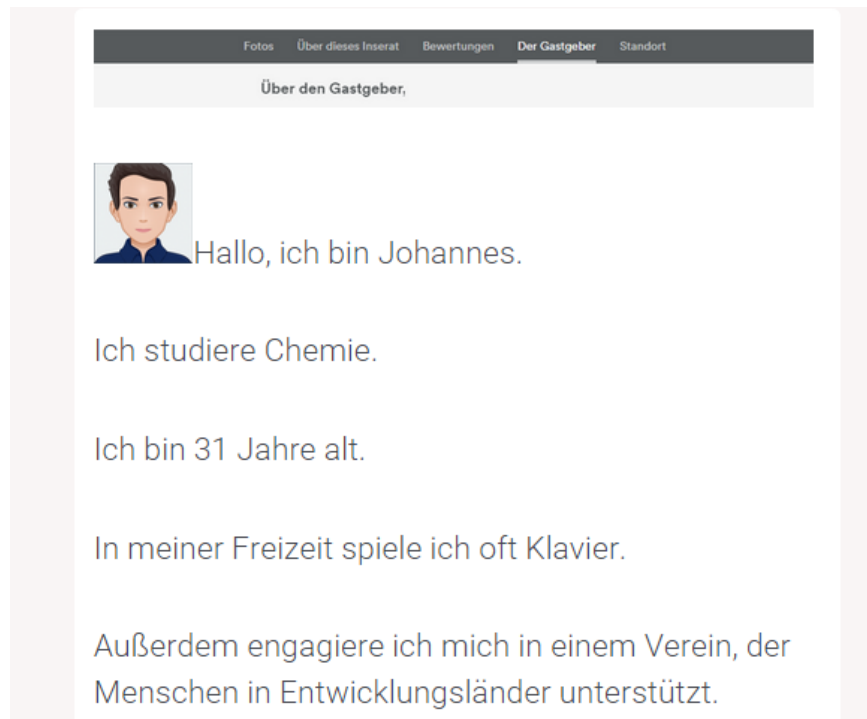 Fotos Über dieses Inserat Bewertungen Der Gastgeber Standort
Über den Gastgeber,
Hallo, ich bin Johannes.
Ich studiere Chemie.
Ich bin 31 Jahre alt.
In meiner Freizeit spiele ich oft Klavier.
Außerdem engagiere ich mich in einem Verein, der
Menschen in Entwicklungsländer unterstützt.